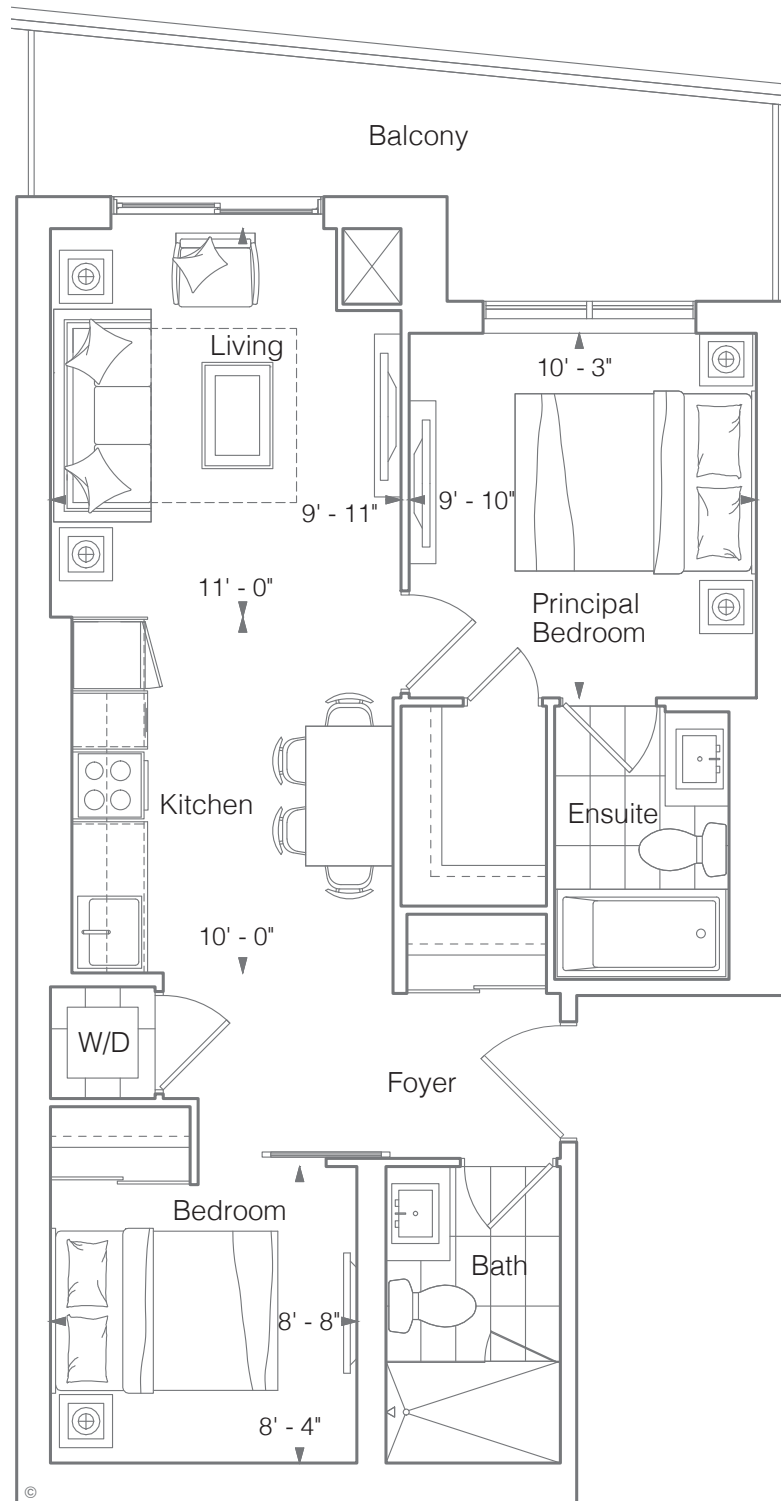 Balcony
Living
10' - 3"
9' - 11"
9' - 10"
11' - 0"
Principal
Bedroom
Kitchen
Ensuite
10' - 0"
W/D
Foyer
Bedroom
Bath
8' - 8"
8' - 4"
©